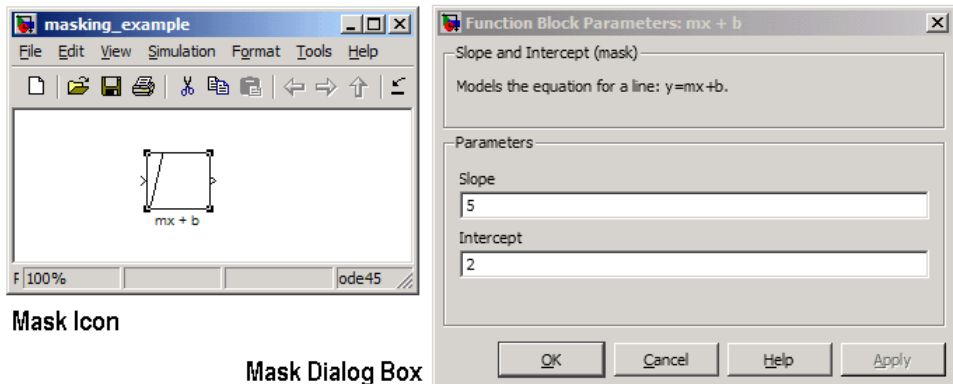 masking_example
File Edit View Simulation Format Tools Help
mx + b
F 100%
ode45
Mask Icon
Mask Dialog Box
Function Block Parameters: mx + b
Slope and Intercept (mask)
Models the equation for a line: y=mx+b.
Parameters
Slope
5
Intercept
2
OK Cancel Help Apply